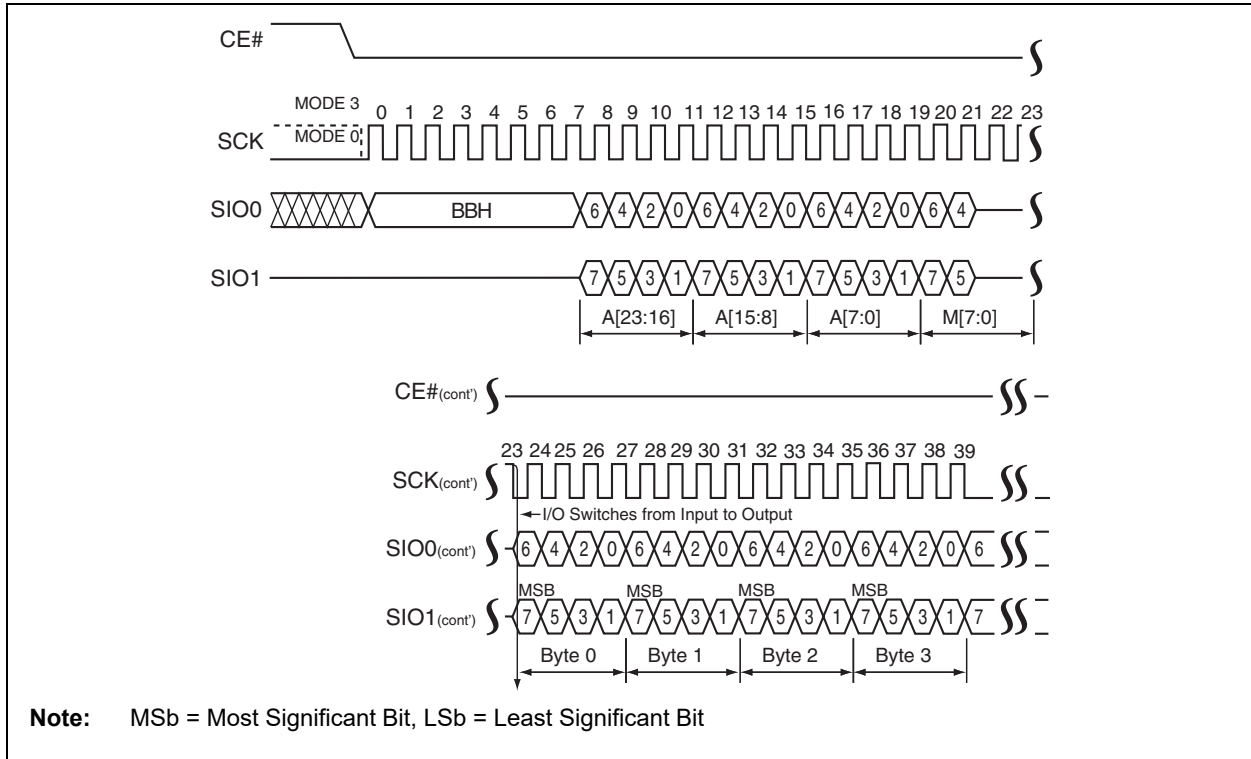 CE#
MODE 3
0 1 2 3 4 5 6 7 8 9 10 11 12 13 14 15 16 17 18 19 20 21 22 23
SCK MODE 0
SIO0 BBH 6 4 2 0 6 4 2 0 6 4 2 0 6 4
SIO1 7 5 3 1 7 5 3 1 7 5 3 1 7 5
A[23:16] A[15:8] A[7:0] M[7:0]
CE#(cont')
23 24 25 26 27 28 29 30 31 32 33 34 35 36 37 38 39
SCK(cont')
I/O Switches from Input to Output
SIO0(cont') 6 4 2 0 6 4 2 0 6 4 2 0 6 4 2 0 6
MSB MSB MSB MSB
SIO1(cont') 7 5 3 1 7 5 3 1 7 5 3 1 7 5 3 1 7
Byte 0 Byte 1 Byte 2 Byte 3
Note: MSb = Most Significant Bit, LSb = Least Significant Bit